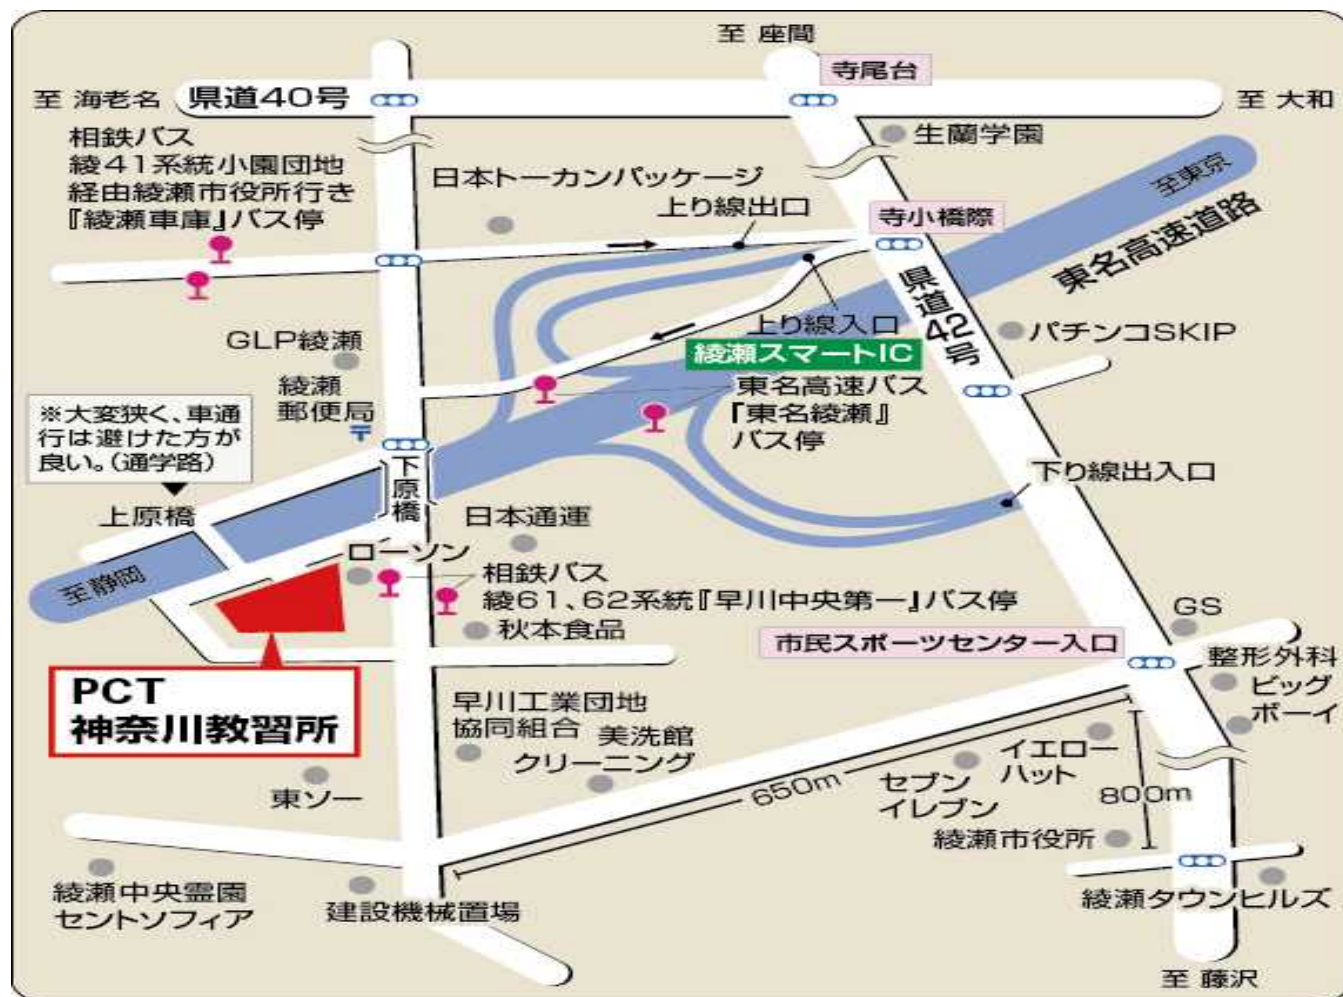 至 座間
寺尾台
至 海老名
県道40号
至 大和
相鉄バス
綾41系統小園団地
経由綾瀬市役所行き
『綾瀬車庫』バス停
生蘭学園
至東京
日本トーカンパッケージ
上り線出口
寺小橋際
東名高速道路
県道42号
上り線入口
パチンコSKIP
GLP綾瀬
綾瀬スマートIC
綾瀬
郵便局
〒
東名高速バス
『東名綾瀬』
バス停
※大変狭く、車通
行は避けた方が
良い。(通学路)
下原橋
下り線出入口
上原橋
日本通運
ローソン
至静岡
相鉄バス
綾61、62系統『早川中央第一』バス停
GS
秋本食品
市民スポーツセンター入口
整形外科
PCT
神奈川教習所
ビッグ
ボーイ
早川工業団地
協同組合
美洗館
クリーニング
イエロー
ハット
東ソー
650m
セブン
イレブン
800m
綾瀬市役所
綾瀬中央霊園
セントソフィア
建設機械置場
綾瀬タウンヒルズ
至 藤沢